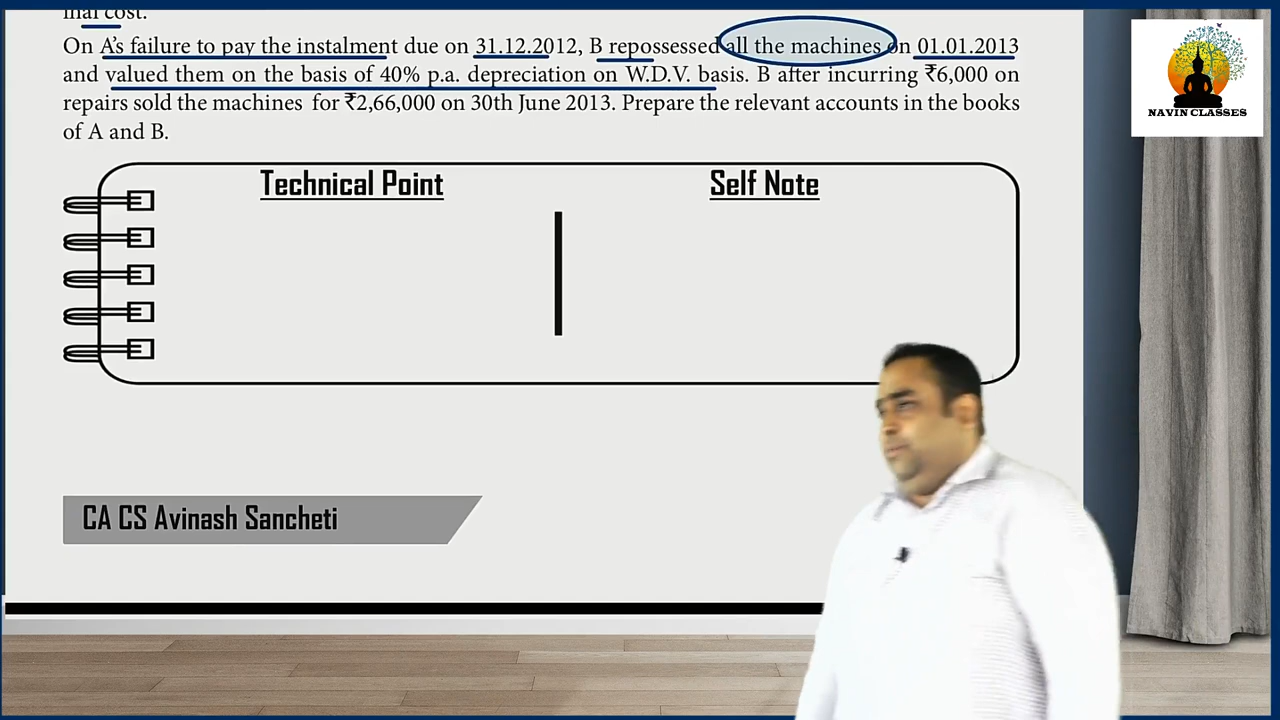 inal cost.
On A's failure to pay the instalment due on 31.12.2012, B repossessed all the machines on 01.01.2013
and valued them on the basis of 40% p.a. depreciation on W.D.V. basis. B after incurring ₹6,000 on
repairs sold the machines for ₹2,66,000 on 30th June 2013. Prepare the relevant accounts in the books
of A and B.
NAVIN CLASSES
Technical Point
Self Note
CA CS Avinash Sancheti